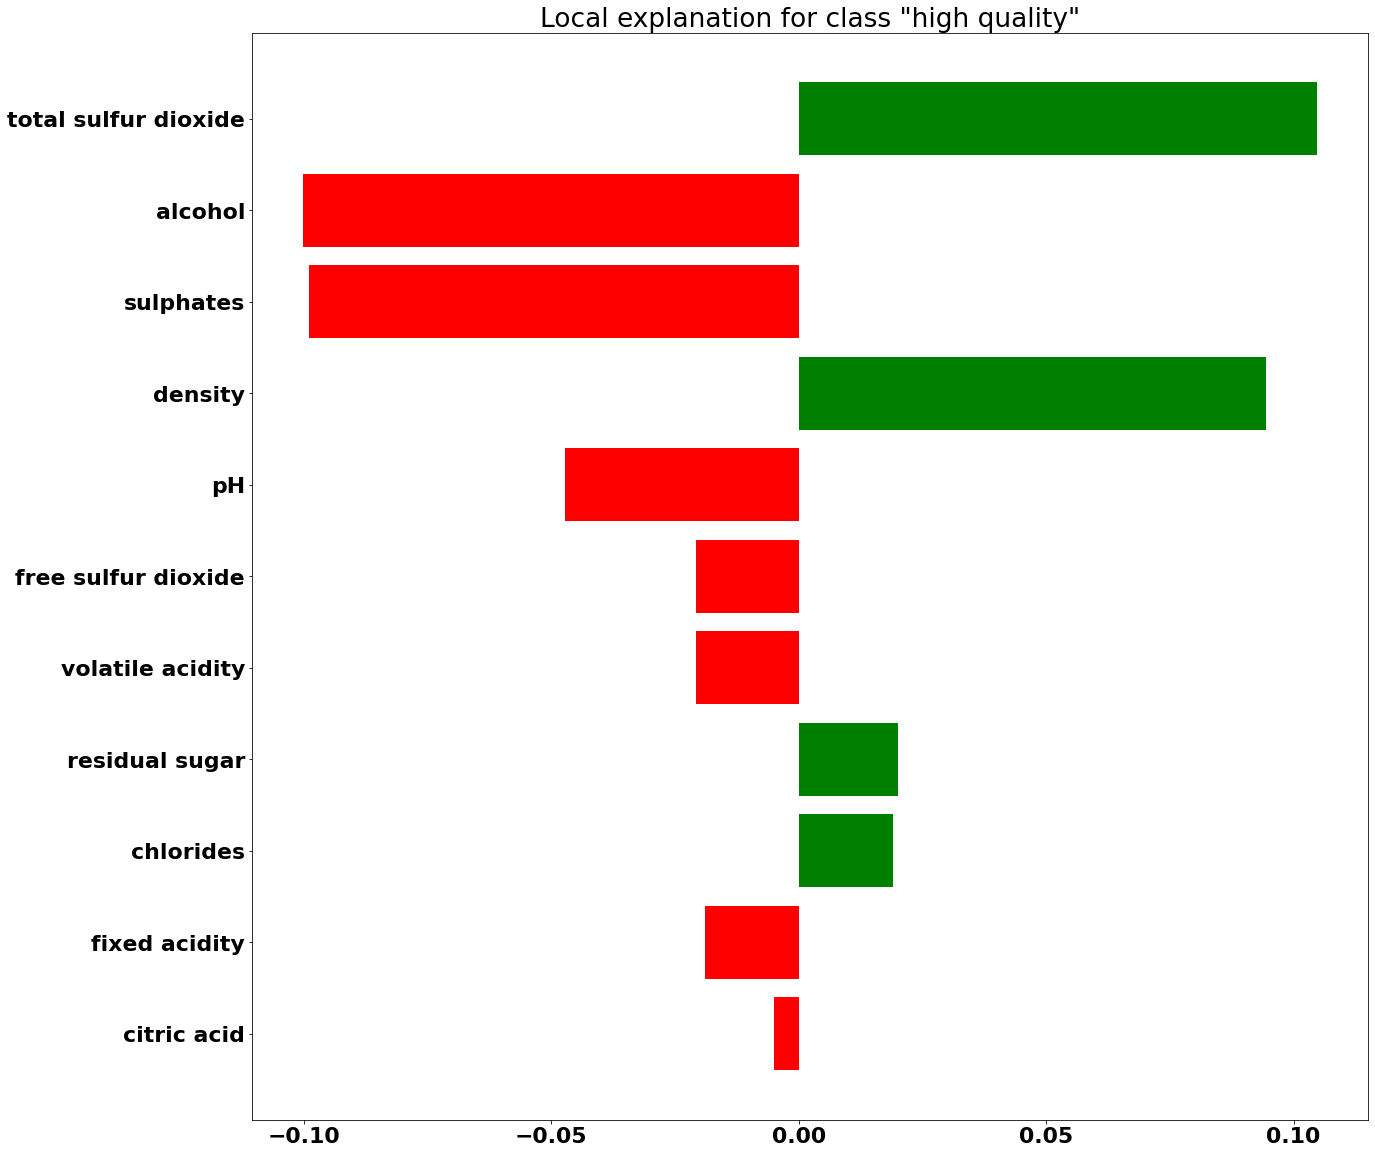 Local explanation for class "high quality"
total sulfur dioxide
alcohol
sulphates
density
pH
free sulfur dioxide
volatile acidity
residual sugar
chlorides
fixed acidity
citric acid
−0.10 −0.05 0.00 0.05 0.10